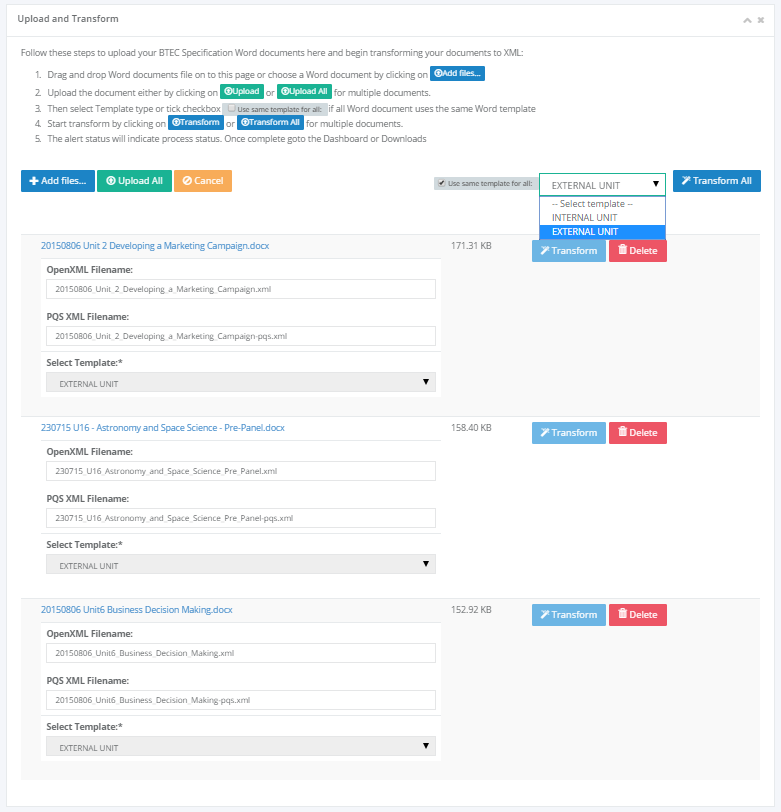 Upload and Transform
Follow these steps to upload your BTEC Specification Word documents here and begin transforming your documents to XML:
1. Drag and drop Word documents file on to this page or choose a Word document by clicking on Add files...
2. Upload the document either by clicking on Upload or Upload All for multiple documents.
3. Then select Template type or tick checkbox Use same template for all: if all Word document uses the same Word template
4. Start transform by clicking on Transform or Transform All for multiple documents.
5. The alert status will indicate process status. Once complete goto the Dashboard or Downloads
Add files... Upload All Cancel Use same template for all: EXTERNAL UNIT Transform All
-- Select template --
INTERNAL UNIT
EXTERNAL UNIT
20150806 Unit 2 Developing a Marketing Campaign.docx 171.31 KB Transform Delete
OpenXML Filename:
20150806_Unit_2_Developing_a_Marketing_Campaign.xml
PQS XML Filename:
20150806_Unit_2_Developing_a_Marketing_Campaign-pqs.xml
Select Template:*
EXTERNAL UNIT
230715 U16 - Astronomy and Space Science - Pre-Panel.docx 158.40 KB Transform Delete
OpenXML Filename:
230715_U16_Astronomy_and_Space_Science_Pre_Panel.xml
PQS XML Filename:
230715_U16_Astronomy_and_Space_Science_Pre_Panel-pqs.xml
Select Template:*
EXTERNAL UNIT
20150806 Unit6 Business Decision Making.docx 152.92 KB Transform Delete
OpenXML Filename:
20150806_Unit6_Business_Decision_Making.xml
PQS XML Filename:
20150806_Unit6_Business_Decision_Making-pqs.xml
Select Template:*
EXTERNAL UNIT